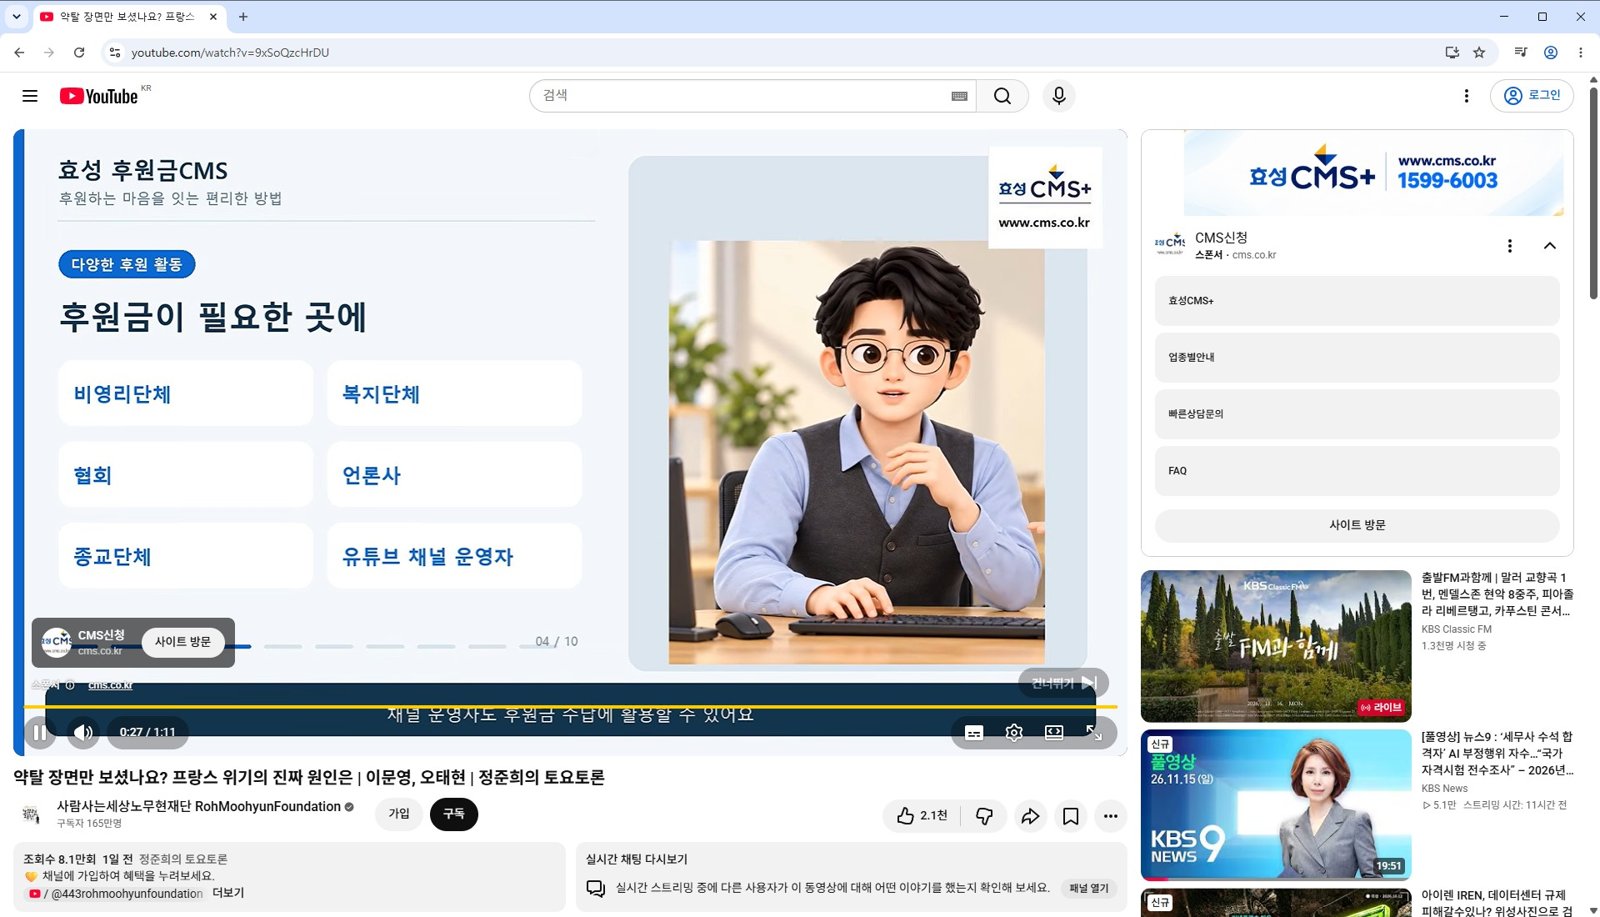 약탈 장면만 보셨나요? 프랑스
youtube.com/watch?v=9xSoQzcHrDU
YouTube KR
검색
로그인
효성 후원금CMS
후원하는 마음을 잇는 편리한 방법
다양한 후원 활동
후원금이 필요한 곳에
비영리단체
복지단체
협회
언론사
종교단체
유튜브 채널 운영자
효성 CMS+
www.cms.co.kr
CMS신청
cms.co.kr
사이트 방문
04 / 10
스폰서
cms.co.kr
건너뛰기
채널 운영자도 후원금 수납에 활용할 수 있어요
0:27 / 1:11
약탈 장면만 보셨나요? 프랑스 위기의 진짜 원인은 | 이문영, 오태현 | 정준희의 토요토론
사람사는세상노무현재단 RohMoohyunFoundation
구독자 165만명
가입
구독
2.1천
조회수 8.1만회 1일 전 정준희의 토요토론
채널에 가입하여 혜택을 누려보세요.
/ @443rohmoohyunfoundation 더보기
실시간 채팅 다시보기
실시간 스트리밍 중에 다른 사용자가 이 동영상에 대해 어떤 이야기를 했는지 확인해 보세요.
패널 열기
효성 CMS+
www.cms.co.kr
1599-6003
CMS신청
스폰서 · cms.co.kr
효성CMS+
업종별안내
빠른상담문의
FAQ
사이트 방문
KBS Classic FM
출발 FM과 함께
라이브
출발FM과함께 | 말러 교향곡 1
번, 멘델스존 현악 8중주, 피아졸
라 리베르탱고, 카푸스틴 콘서...
KBS Classic FM
1.3천명 시청 중
신규
풀영상
26.11.15(일)
KBS
NEWS 9
19:51
[풀영상] 뉴스9 : ‘세무사 수석 합
격자’ AI 부정행위 자수…“국가
자격시험 전수조사” – 2026년...
KBS News
5.1만 스트리밍 시간: 11시간 전
신규
아이렌 IREN, 데이터센터 규제
피해갈수있나? 위성사진으로 검